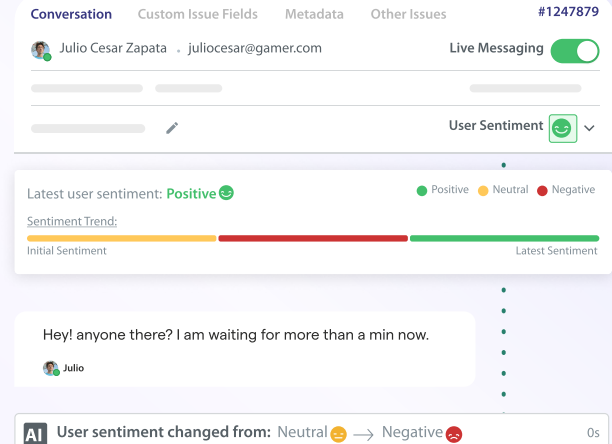 Conversation Custom Issue Fields Metadata Other Issues #1247879
Julio Cesar Zapata . juliocesar@gamer.com Live Messaging
User Sentiment
Latest user sentiment: Positive
Positive Neutral Negative
Sentiment Trend:
Initial Sentiment Latest Sentiment
Hey! anyone there? I am waiting for more than a min now.
Julio
AI User sentiment changed from: Neutral → Negative 0s